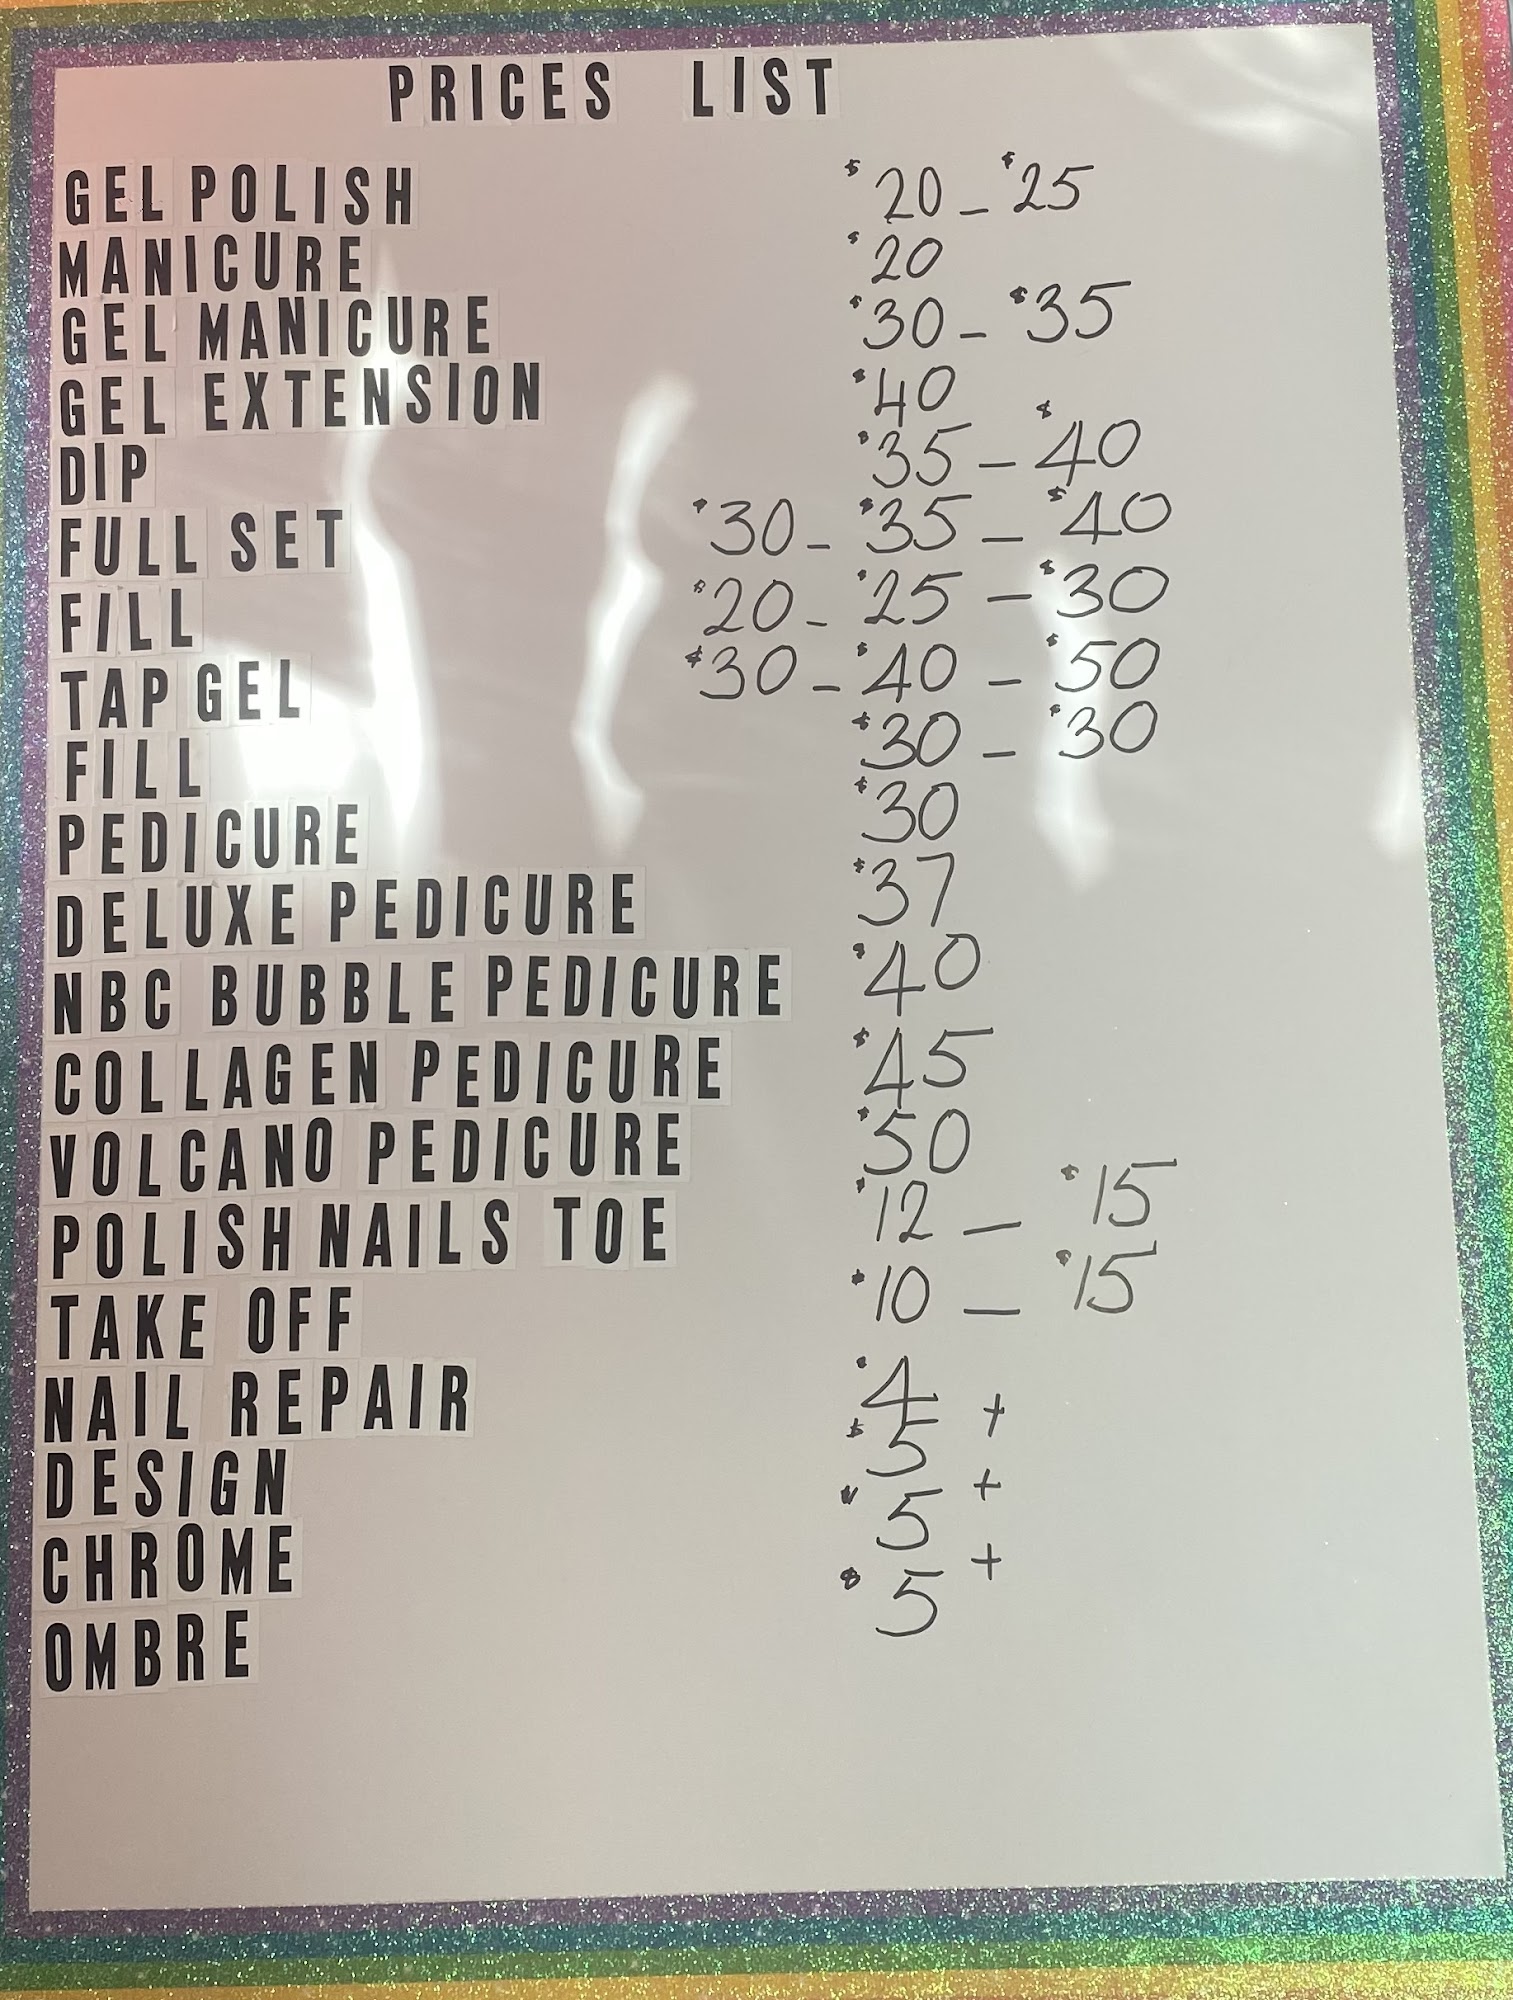 PRICES LIST
GEL POLISH $20 - $25
MANICURE $20
GEL MANICURE $30 - $35
GEL EXTENSION $40
DIP $35 - $40
FULL SET $30 - $35 - $40
FILL $20 - $25 - $30
TAP GEL $30 - $40 - $50
FILL $30 - $30
PEDICURE $30
DELUXE PEDICURE $37
NBC BUBBLE PEDICURE $40
COLLAGEN PEDICURE $45
VOLCANO PEDICURE $50
POLISH NAILS TOE $12 - $15
TAKE OFF $10 - $15
NAIL REPAIR $4
DESIGN $5 +
CHROME $5 +
OMBRE $5 +